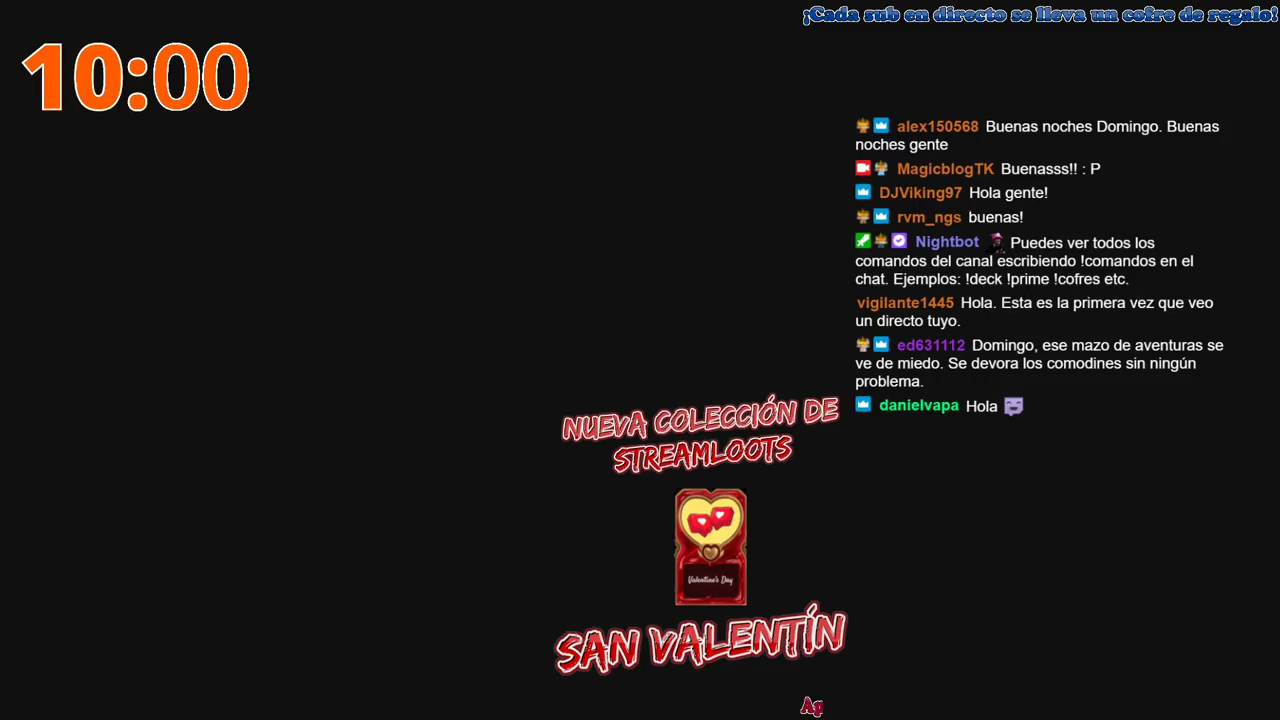 ¡Cada sub en directo se lleva un cofre de regalo!
10:00
alex150568 Buenas noches Domingo. Buenas
noches gente
MagicblogTK Buenasss!! : P
DJViking97 Hola gente!
rvm_ngs buenas!
Nightbot Puedes ver todos los
comandos del canal escribiendo !comandos en el
chat. Ejemplos: !deck !prime !cofres etc.
vigilante1445 Hola. Esta es la primera vez que veo
un directo tuyo.
ed631112 Domingo, ese mazo de aventuras se
ve de miedo. Se devora los comodines sin ningún
problema.
danielvapa Hola
NUEVA COLECCIÓN DE
STREAMLOOTS
Valentine's Day
SAN VALENTÍN
Ap